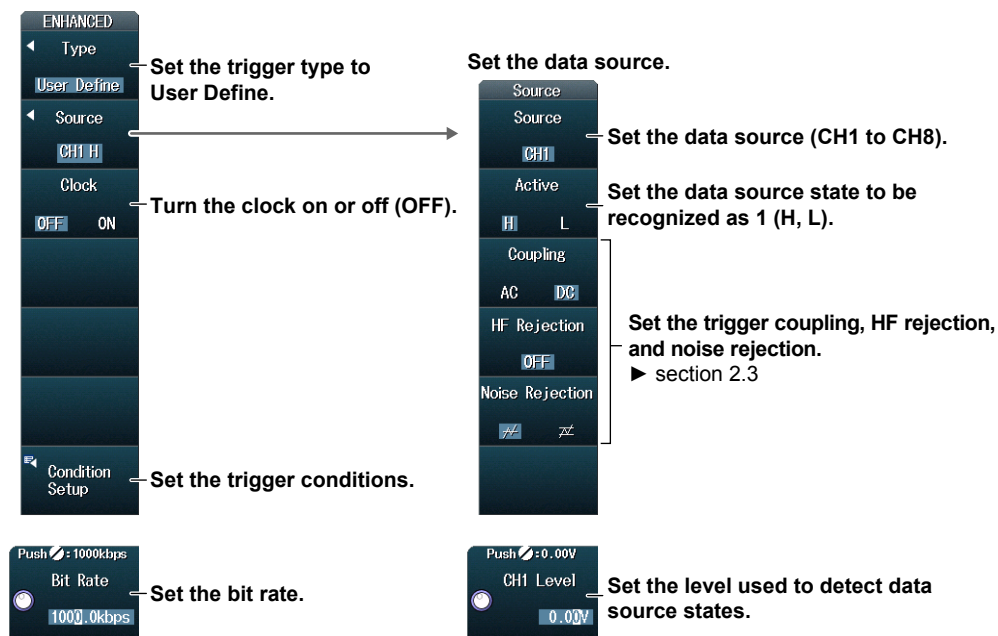 ENHANCED
Type
User Define
Set the trigger type to
User Define.
Source
CH1 H
Clock
OFF ON
Turn the clock on or off (OFF).
Condition
Setup
Set the trigger conditions.
Push :1000kbps
Bit Rate
1000.0kbps
Set the bit rate.
Set the data source.
Source
Source
CH1
Set the data source (CH1 to CH8).
Active
H L
Set the data source state to be
recognized as 1 (H, L).
Coupling
AC DC
HF Rejection
OFF
Noise Rejection
Set the trigger coupling, HF rejection,
and noise rejection.
► section 2.3
Push :0.00V
CH1 Level
0.00V
Set the level used to detect data
source states.